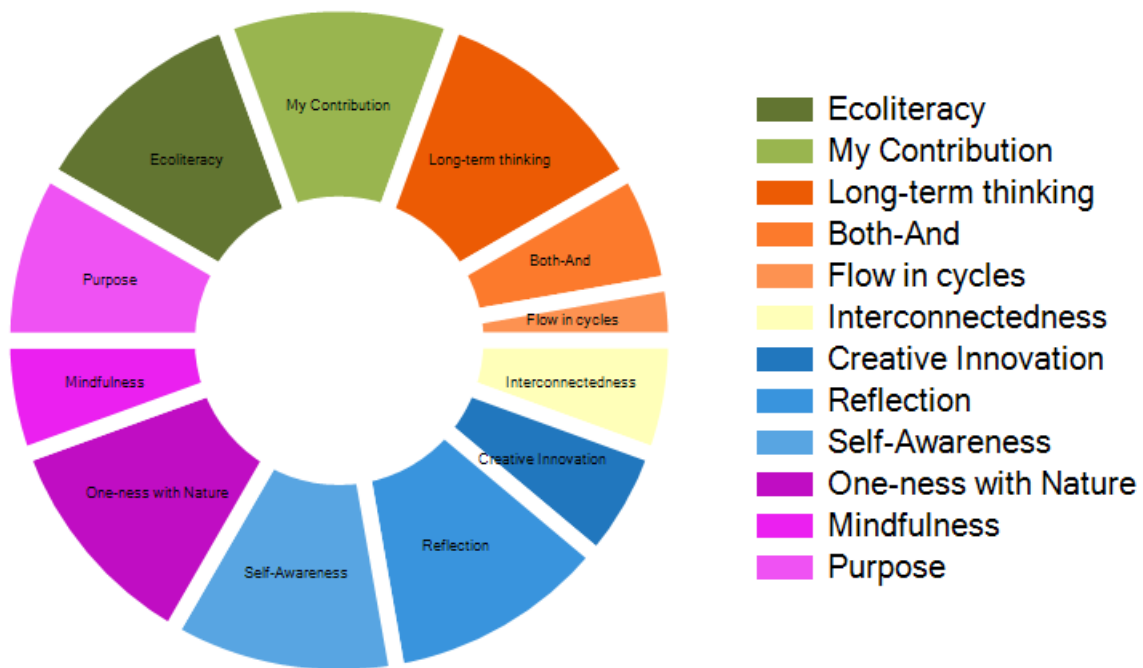 My Contribution
Ecoliteracy
Long-term thinking
Both-And
Purpose
Flow in cycles
Mindfulness
Interconnectedness
Creative Innovation
One-ness with Nature
Reflection
Self-Awareness
Ecoliteracy
My Contribution
Long-term thinking
Both-And
Flow in cycles
Interconnectedness
Creative Innovation
Reflection
Self-Awareness
One-ness with Nature
Mindfulness
Purpose